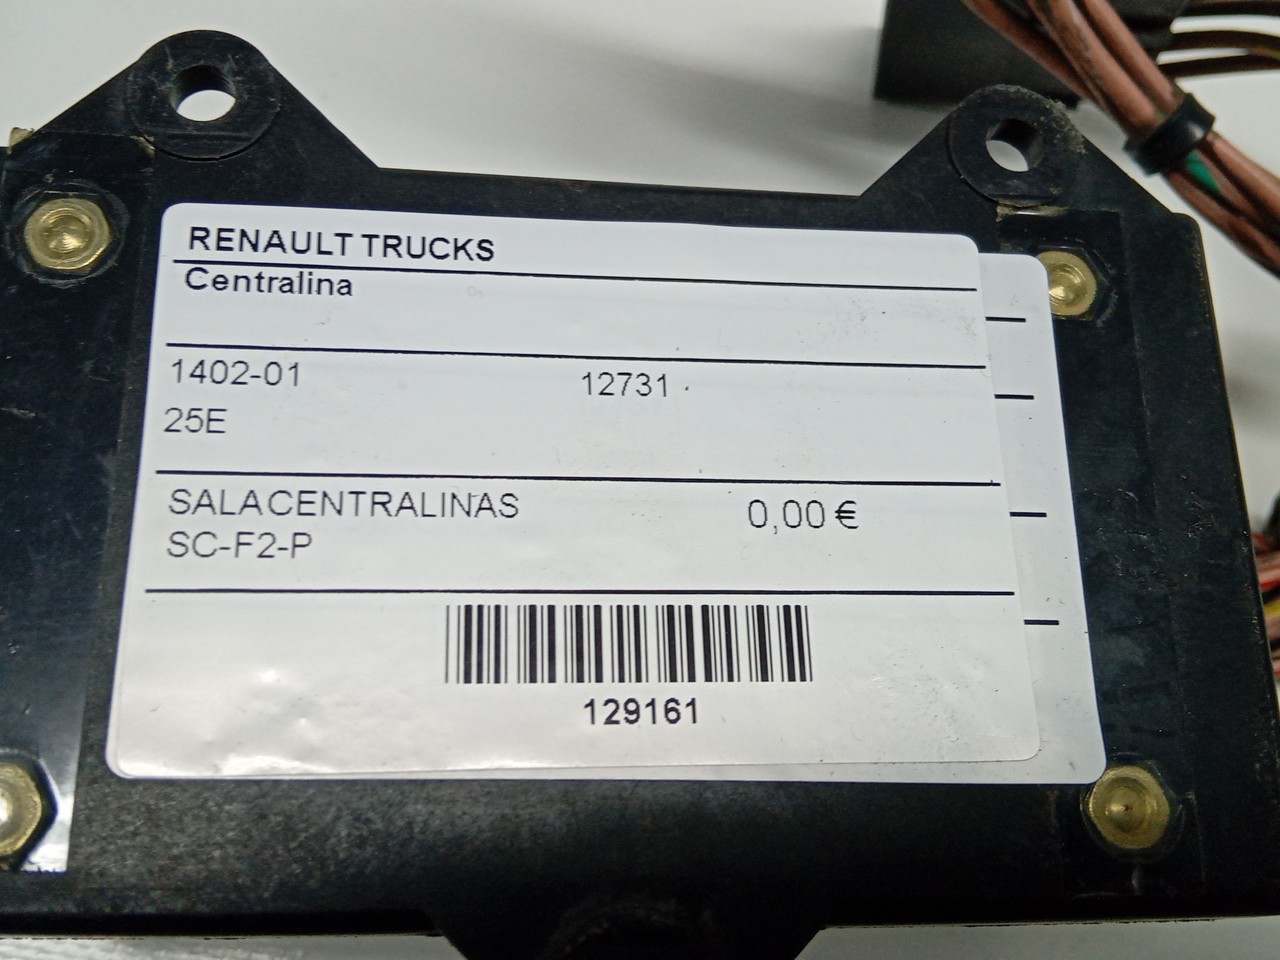 RENAULT TRUCKS
Centralina
1402-01 12731
25E
SALACENTRALINAS 0,00 €
SC-F2-P
129161